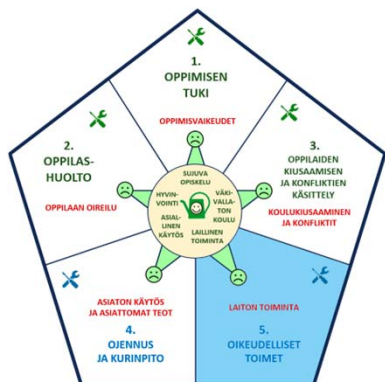 1.
OPPIMISEN
TUKI
OPPIMISVAIKEUDET
2.
OPPILAS-
HUOLTO
OPPILAAN OIREILU
3.
OPPILAIDEN
KIUSAAMISEN
JA KONFLIKTIEN
KÄSITTELY
KOULUKIUSAAMINEN
JA KONFLIKTIT
SUJUVA
OPISKELU
HYVIN-
VOINTI
VÄKI-
VALLA-
TON
KOULU
ASIAL-
LINEN
KÄYTÖS
LAILLINEN
TOIMINTA
ASIATON KÄYTÖS
JA ASIATTOMAT TEOT
4.
OJENNUS
JA KURINPITO
LAITON TOIMINTA
5.
OIKEUDELLISET
TOIMET